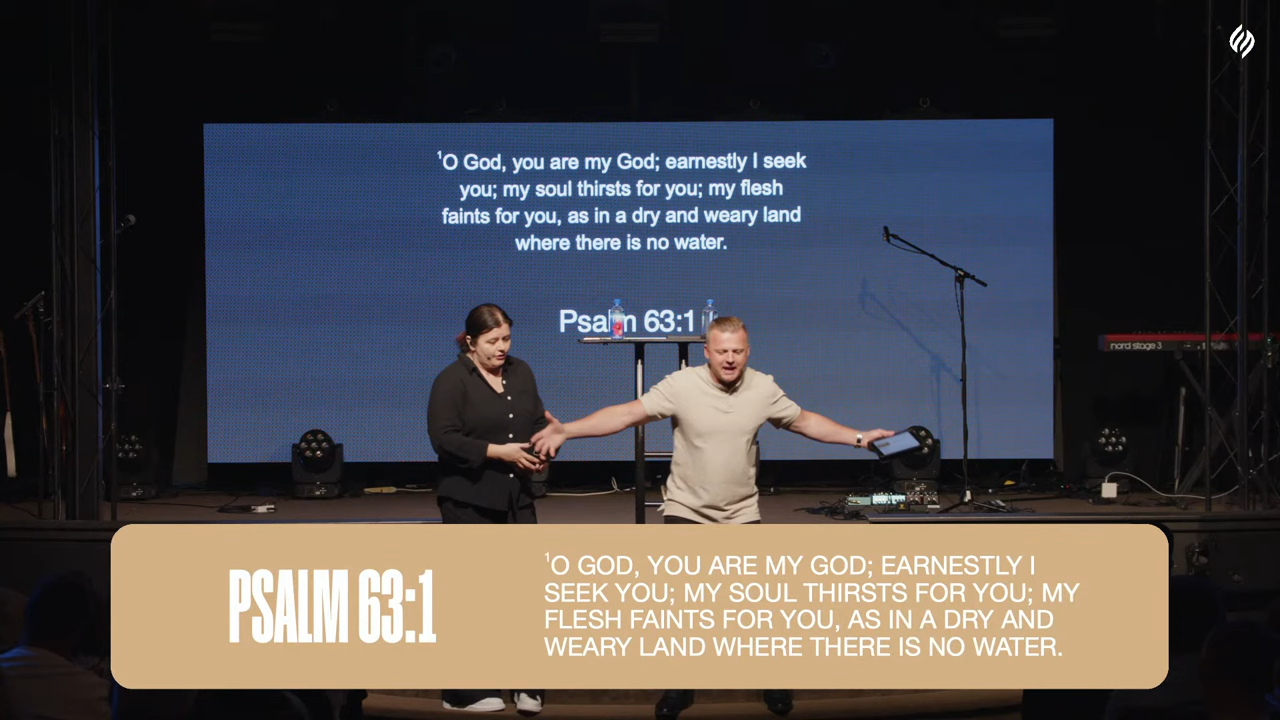 ¹O God, you are my God; earnestly I seek
you; my soul thirsts for you; my flesh
faints for you, as in a dry and weary land
where there is no water.
Psalm 63:1
nord stage 3
PSALM 63:1
¹O GOD, YOU ARE MY GOD; EARNESTLY I
SEEK YOU; MY SOUL THIRSTS FOR YOU; MY
FLESH FAINTS FOR YOU, AS IN A DRY AND
WEARY LAND WHERE THERE IS NO WATER.